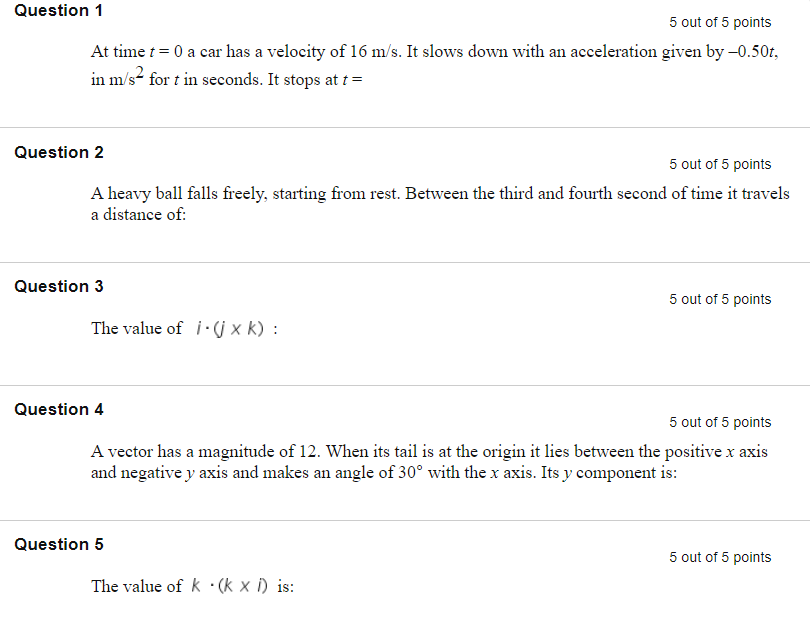 Question 1
5 out of 5 points
At time t = 0 a car has a velocity of 16 m/s. It slows down with an acceleration given by –0.50t,
in m/s² for t in seconds. It stops at t =
Question 2
5 out of 5 points
A heavy ball falls freely, starting from rest. Between the third and fourth second of time it travels
a distance of:
Question 3
5 out of 5 points
The value of i·(j x k) :
Question 4
5 out of 5 points
A vector has a magnitude of 12. When its tail is at the origin it lies between the positive x axis
and negative y axis and makes an angle of 30° with the x axis. Its y component is:
Question 5
5 out of 5 points
The value of k ·(k x i) is: